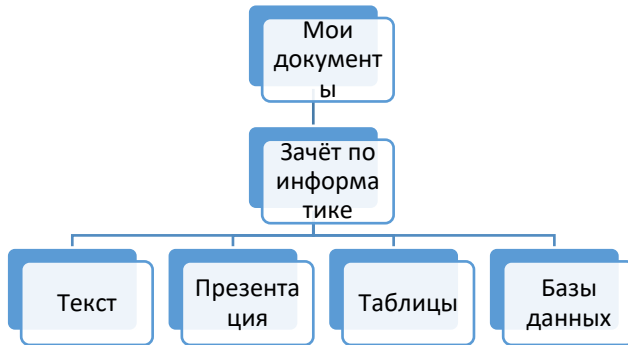 Мои
документ
ы
Зачёт по
информа
тике
Текст
Презента
ция
Таблицы
Базы
данных